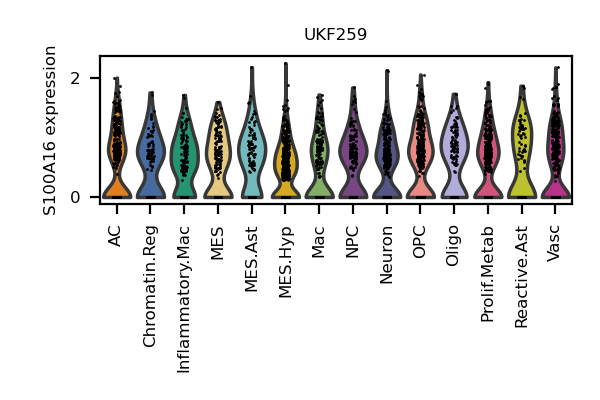 UKF259
S100A16 expression
2
0
AC
Chromatin.Reg
Inflammatory.Mac
MES
MES.Ast
MES.Hyp
Mac
NPC
Neuron
OPC
Oligo
Prolif.Metab
Reactive.Ast
Vasc